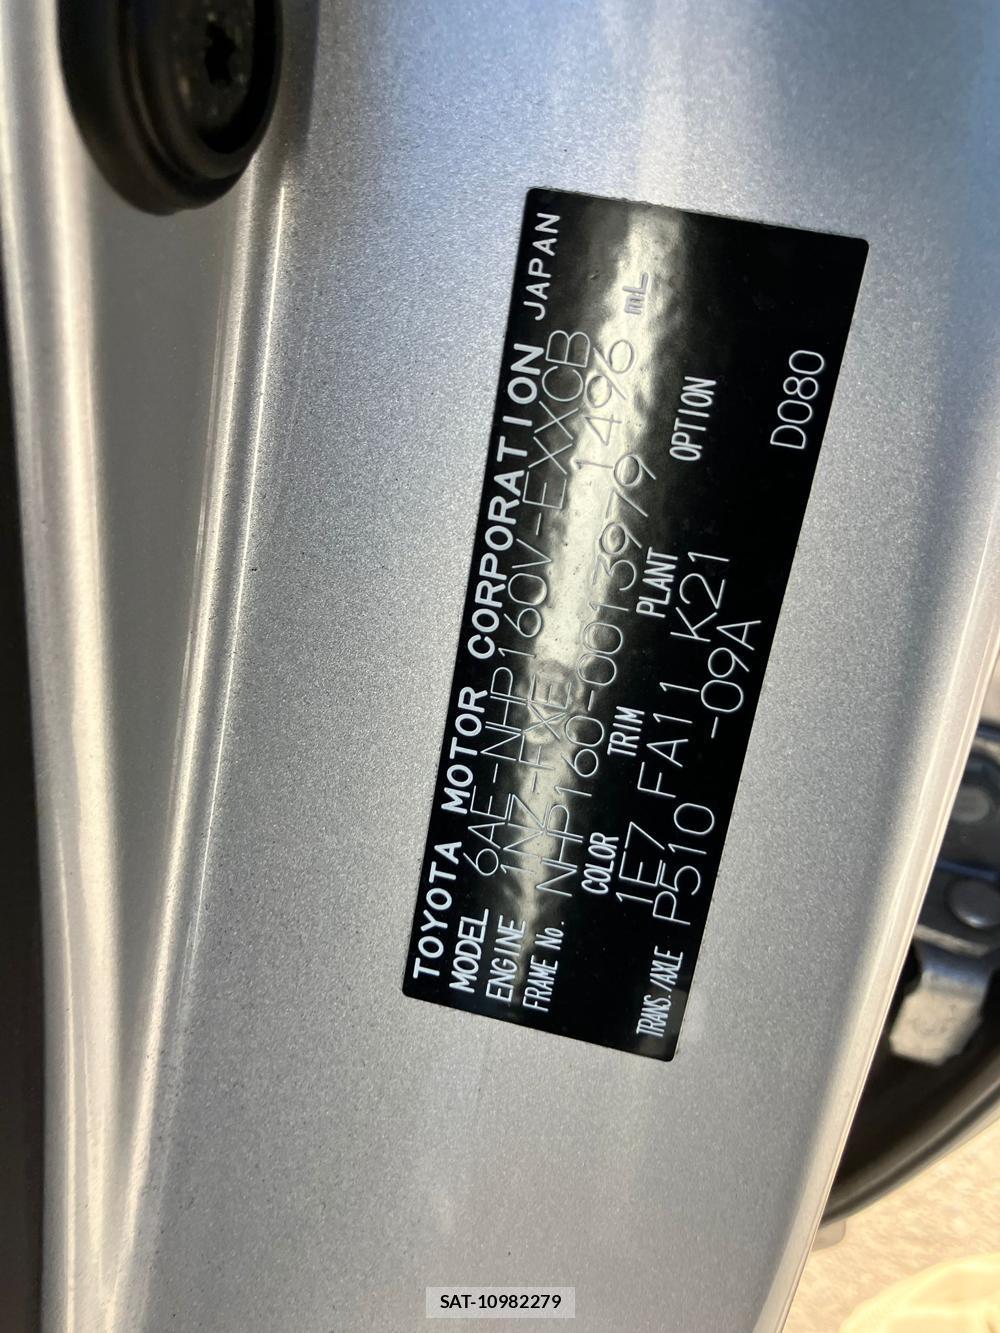 TOYOTA MOTOR CORPORATION JAPAN
MODEL 6AE-NHP160V-EXXCB
ENGINE 1NZ-FXE 1496 mL
FRAME No. NHP160-0013979
COLOR TRIM PLANT OPTION
1E7 FA11 K21
TRANS./AXLE P510 -09A D080
SAT-10982279